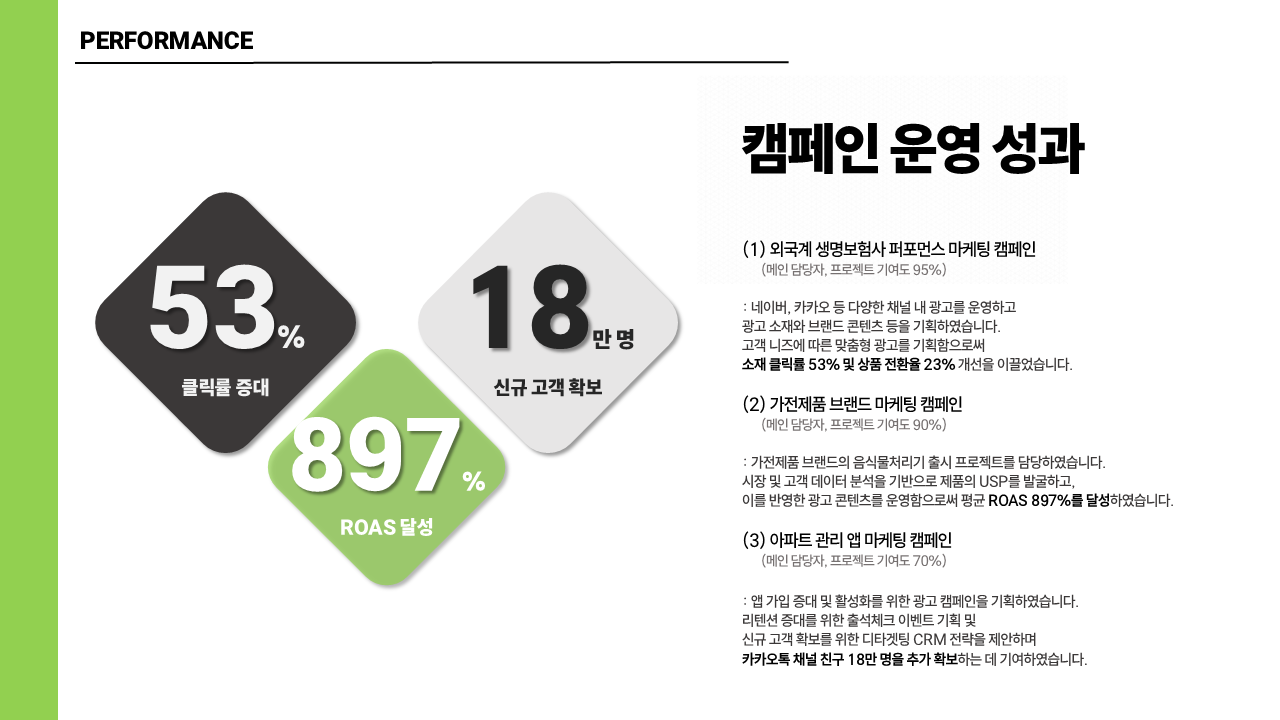 PERFORMANCE
캠페인 운영 성과
53%
클릭률 증대
18만 명
신규 고객 확보
897%
ROAS 달성
(1) 외국계 생명보험사 퍼포먼스 마케팅 캠페인
(메인 담당자, 프로젝트 기여도 95%)
: 네이버, 카카오 등 다양한 채널 내 광고를 운영하고
광고 소재와 브랜드 콘텐츠 등을 기획하였습니다.
고객 니즈에 따른 맞춤형 광고를 기획함으로써
소재 클릭률 53% 및 상품 전환율 23% 개선을 이끌었습니다.
(2) 가전제품 브랜드 마케팅 캠페인
(메인 담당자, 프로젝트 기여도 90%)
: 가전제품 브랜드의 음식물처리기 출시 프로젝트를 담당하였습니다.
시장 및 고객 데이터 분석을 기반으로 제품의 USP를 발굴하고,
이를 반영한 광고 콘텐츠를 운영함으로써 평균 ROAS 897%를 달성하였습니다.
(3) 아파트 관리 앱 마케팅 캠페인
(메인 담당자, 프로젝트 기여도 70%)
: 앱 가입 증대 및 활성화를 위한 광고 캠페인을 기획하였습니다.
리텐션 증대를 위한 출석체크 이벤트 기획 및
신규 고객 확보를 위한 디타겟팅 CRM 전략을 제안하며
카카오톡 채널 친구 18만 명을 추가 확보하는 데 기여하였습니다.